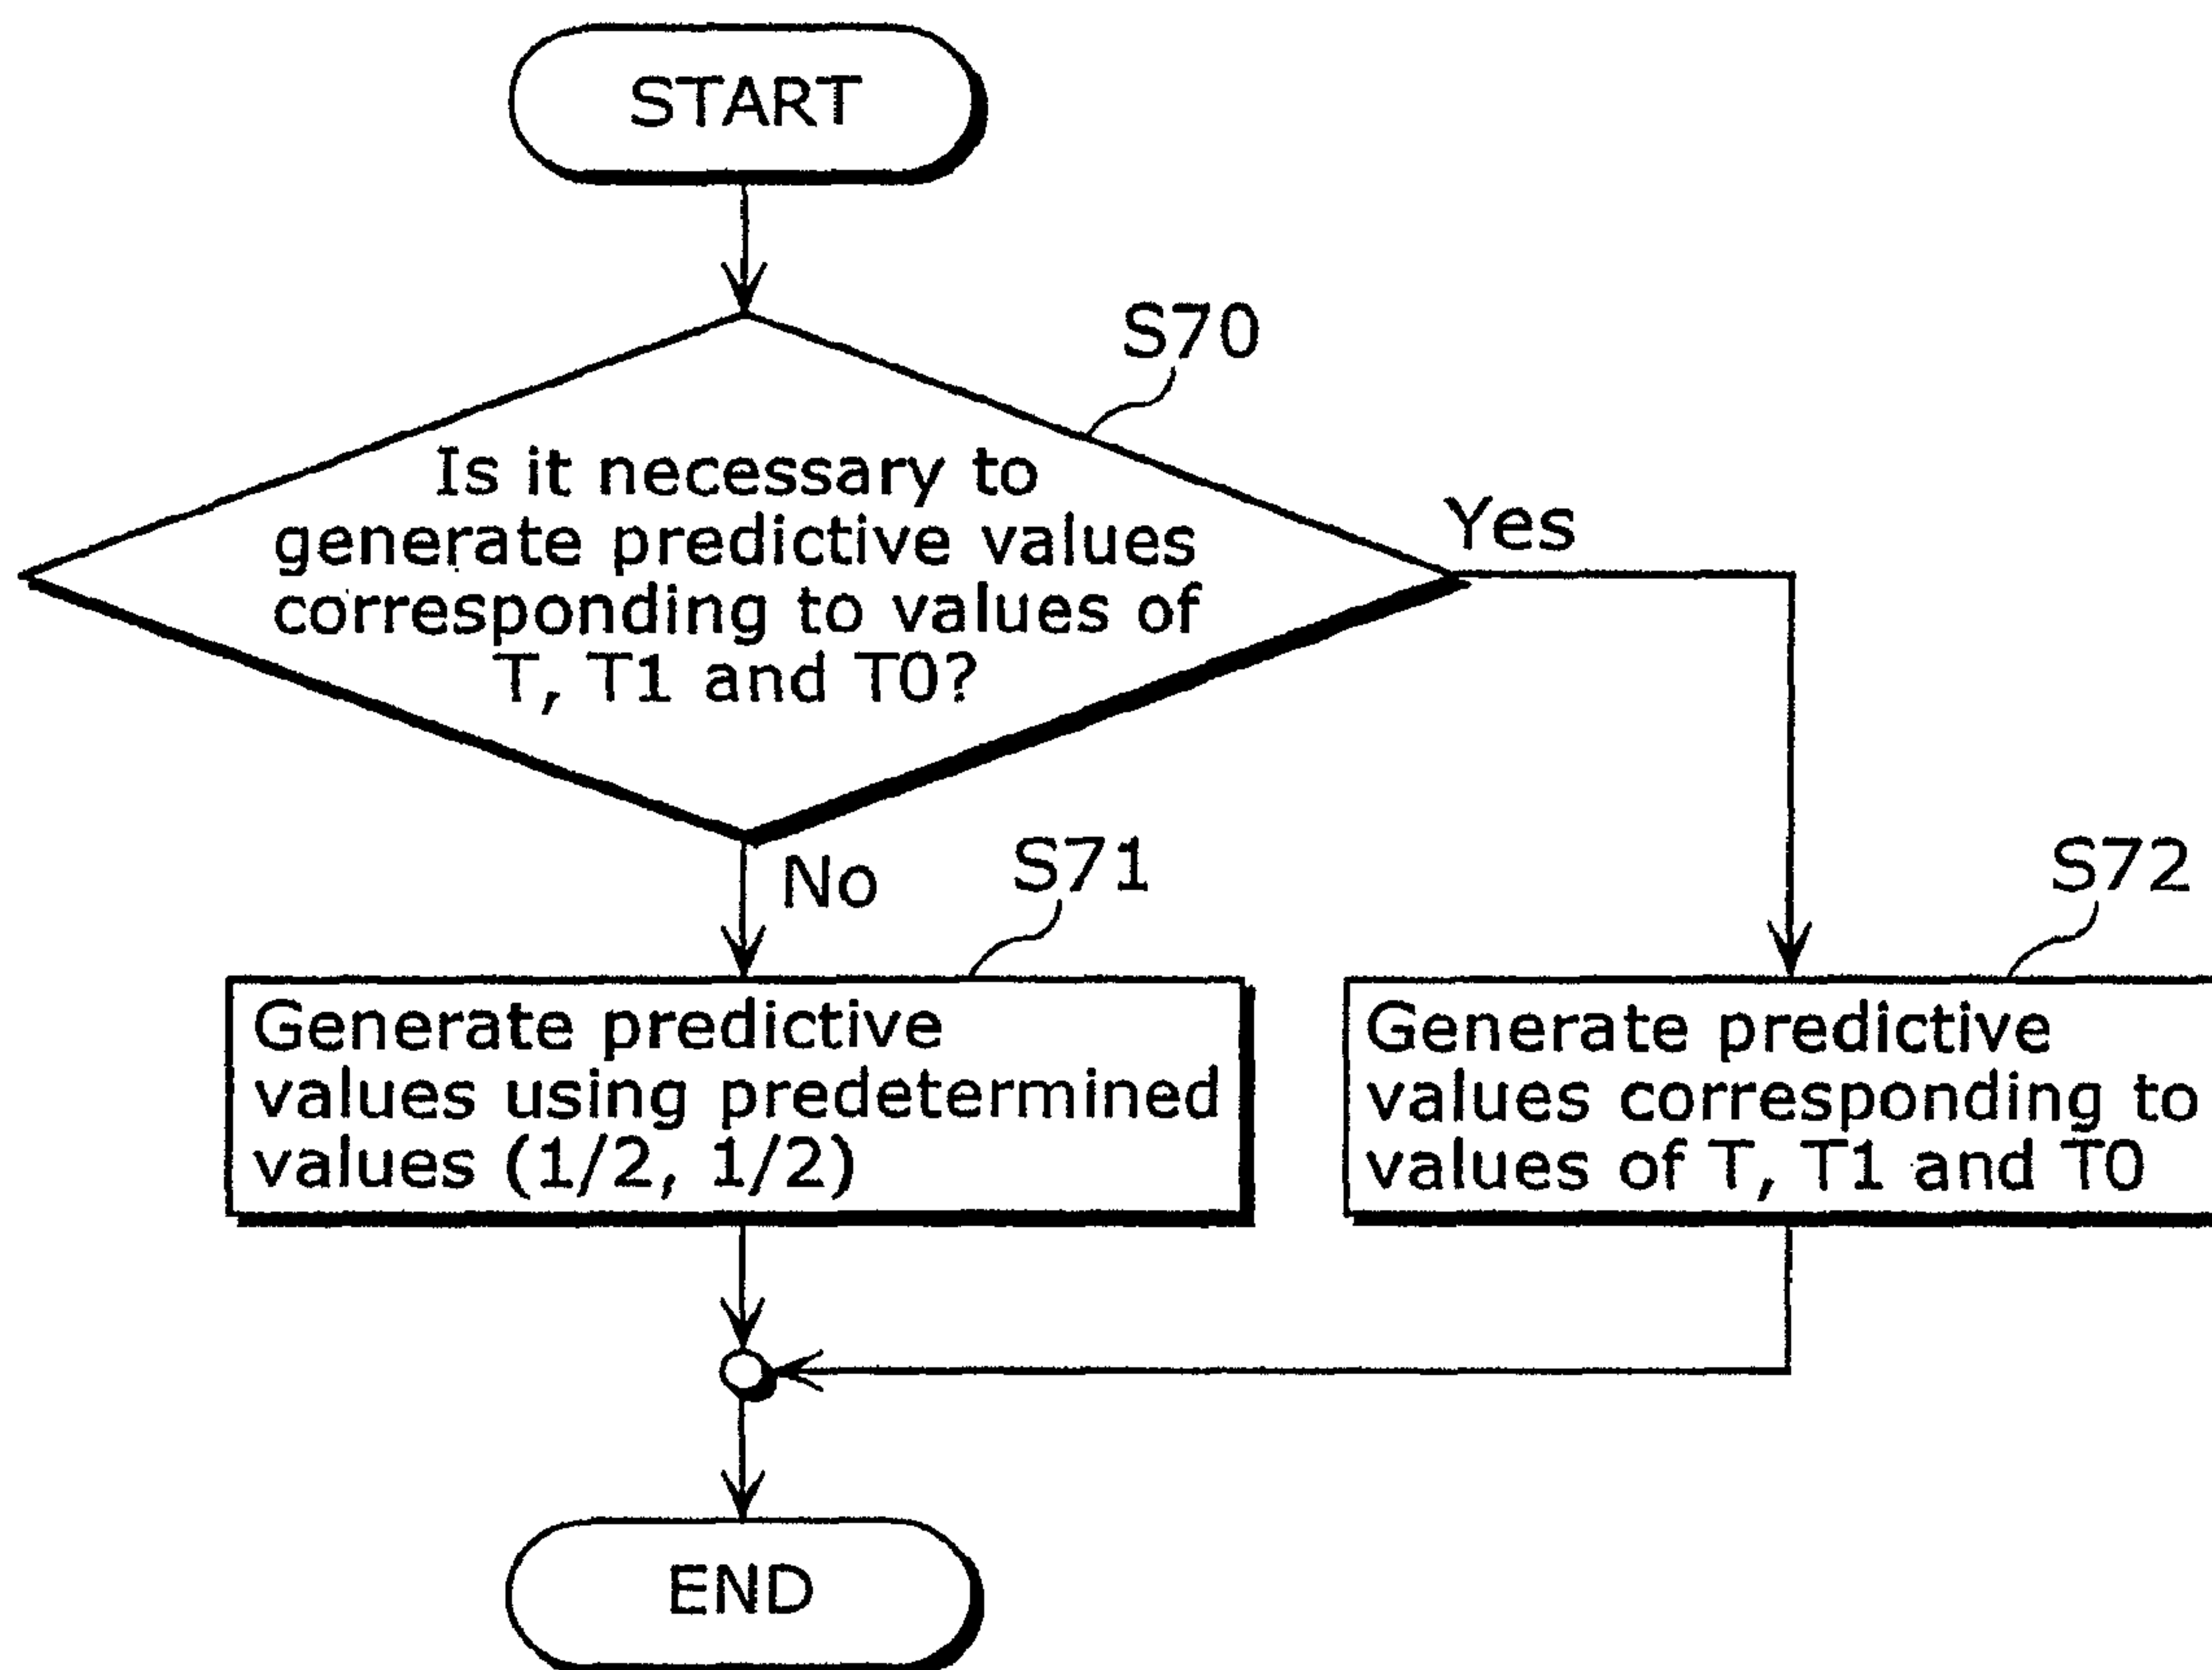 START
S70
Is it necessary to
generate predictive values
corresponding to values of
T, T1 and T0?
Yes
No
S71
S72
Generate predictive
values using predetermined
values (1/2, 1/2)
Generate predictive
values corresponding to
values of T, T1 and T0
END